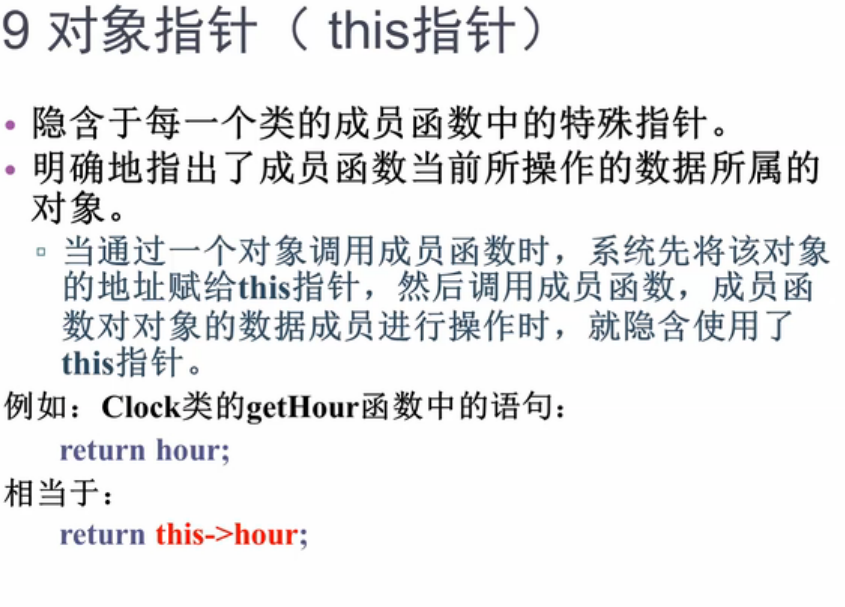 9 对象指针（ this指针）
• 隐含于每一个类的成员函数中的特殊指针。
• 明确地指出了成员函数当前所操作的数据所属的
对象。
▫ 当通过一个对象调用成员函数时，系统先将该对象
的地址赋给this指针，然后调用成员函数，成员函
数对对象的数据成员进行操作时，就隐含使用了
this指针。
例如：Clock类的getHour函数中的语句：
return hour;
相当于：
return this->hour;